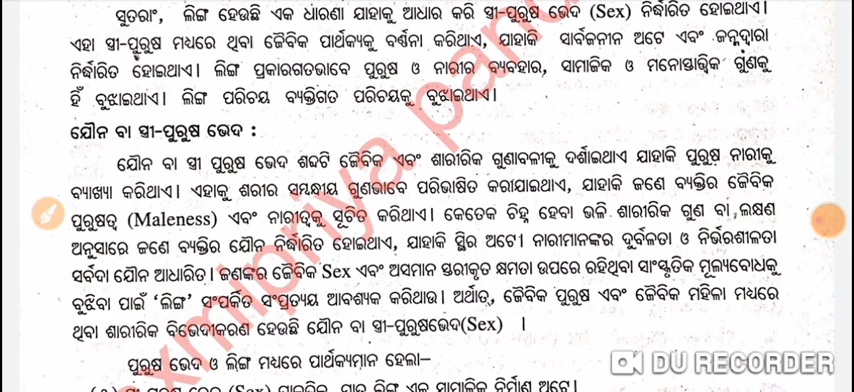 ସୁତରାଂ, ଲିଙ୍ଗ ହେଉଛି ଏକ ଧାରଣା ଯାହାକୁ ଆଧାର କରି ସ୍ତ୍ରୀ-ପୁରୁଷ ଭେଦ (Sex) ନିର୍ଦ୍ଧାରିତ ହୋଇଥାଏ।
ଏହା ସ୍ତ୍ରୀ-ପୁରୁଷ ମଧ୍ୟରେ ଥିବା ଜୈବିକ ପାର୍ଥକ୍ୟକୁ ବର୍ଣ୍ଣନା କରିଥାଏ, ଯାହାକି ସାର୍ବଜନୀନ ଅଟେ ଏବଂ ଜନ୍ମଦ୍ୱାରା
ନିର୍ଦ୍ଧାରିତ ହୋଇଥାଏ। ଲିଙ୍ଗ ପ୍ରକାରଗତଭାବେ ପୁରୁଷ ଓ ନାରୀର ବ୍ୟବହାର, ସାମାଜିକ ଓ ମନୋସ୍ତାତ୍ତ୍ୱିକ ଗୁଣକୁ
ହିଁ ବୁଝାଇଥାଏ। ଲିଙ୍ଗ ପରିଚୟ ବ୍ୟକ୍ତିଗତ ପରିଚୟକୁ ବୁଝାଇଥାଏ।
ଯୌନ ବା ସ୍ତ୍ରୀ-ପୁରୁଷ ଭେଦ :
ଯୌନ ବା ସ୍ତ୍ରୀ ପୁରୁଷ ଭେଦ ଶବ୍ଦଟି ଜୈବିକ ଏବଂ ଶାରୀରିକ ଗୁଣାବଳୀକୁ ଦର୍ଶାଇଥାଏ ଯାହାକି ପୁରୁଷ ନାରୀକୁ
ବ୍ୟାଖ୍ୟା କରିଥାଏ। ଏହାକୁ ଶରୀର ସମ୍ବନ୍ଧୀୟ ଗୁଣଭାବେ ପରିଭାଷିତ କରାଯାଇଥାଏ, ଯାହାକି ଜଣେ ବ୍ୟକ୍ତିର ଜୈବିକ
ପୁରୁଷତ୍ୱ (Maleness) ଏବଂ ନାରୀତ୍ୱକୁ ସୂଚିତ କରିଥାଏ। କେତେକ ଚିହ୍ନ ହେବା ଭଳି ଶାରୀରିକ ଗୁଣ ବା ଲକ୍ଷଣ
ଅନୁସାରେ ଜଣେ ବ୍ୟକ୍ତିର ଯୌନ ନିର୍ଦ୍ଧାରିତ ହୋଇଥାଏ, ଯାହାକି ସ୍ଥିର ଅଟେ। ନାରୀମାନଙ୍କର ଦୁର୍ବଳତା ଓ ନିର୍ଭରଶୀଳତା
ସର୍ବଦା ଯୌନ ଆଧାରିତ। ଜଣଙ୍କର ଜୈବିକ Sex ଏବଂ ଅସମାନ ସ୍ତରୀକୃତ କ୍ଷମତା ଉପରେ ରହିଥିବା ସାଂସ୍କୃତିକ ମୂଲ୍ୟବୋଧକୁ
ବୁଝିବା ପାଇଁ ‘ଲିଙ୍ଗ’ ସଂପର୍କିତ ସଂପ୍ରତ୍ୟୟ ଆବଶ୍ୟକ କରିଥାଉ। ଅର୍ଥାତ୍, ଜୈବିକ ପୁରୁଷ ଏବଂ ଜୈବିକ ମହିଳା ମଧ୍ୟରେ
ଥିବା ଶାରୀରିକ ବିଭେଦୀକରଣ ହେଉଛି ଯୌନ ବା ସ୍ତ୍ରୀ-ପୁରୁଷଭେଦ(Sex) ।
ପୁରୁଷ ଭେଦ ଓ ଲିଙ୍ଗ ମଧ୍ୟରେ ପାର୍ଥକ୍ୟମାନ ହେଲା–
DU RECORDER
(Sex) ଲିଙ୍ଗ ଏକ ସାମାଜିକ ନିର୍ମାଣ ଅଟେ।
xmipriya pand